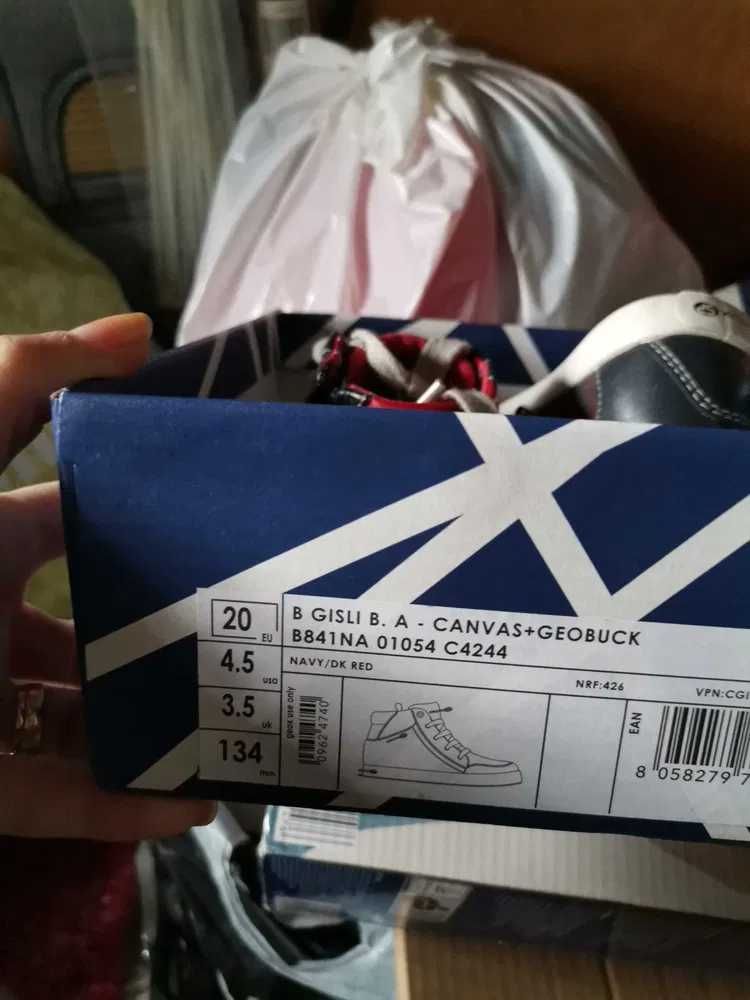 20 EU
4.5 usa
3.5 uk
134 mm
B GISLI B. A - CANVAS+GEOBUCK
B841NA 01054 C4244
NAVY/DK RED
NRF:426
VPN:CGI
geox use only
0962 4740
EAN
8 058279 7